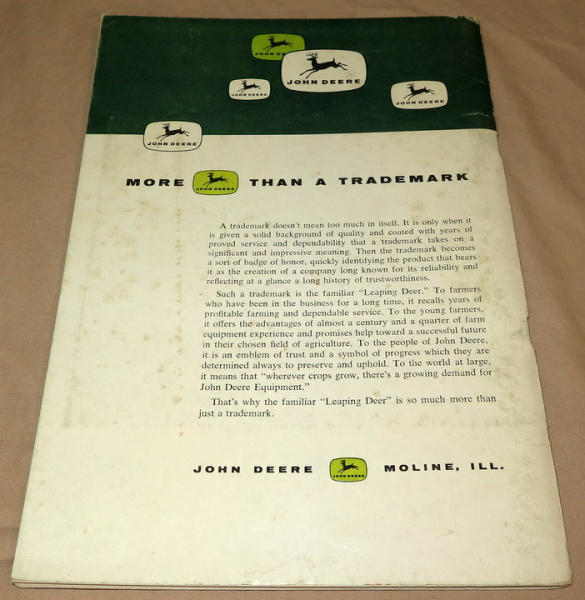 JOHN DEERE
JOHN DEERE
JOHN DEERE
JOHN DEERE
MORE JOHN DEERE THAN A TRADEMARK
A trademark doesn't mean too much in itself. It is only when it
is given a solid background of quality and coated with years of
proved service and dependability that a trademark takes on a
significant and impressive meaning. Then the trademark becomes
a sort of badge of honor, quickly identifying the product that bears
it as the creation of a company long known for its reliability and
reflecting at a glance a long history of trustworthiness.
Such a trademark is the familiar "Leaping Deer." To farmers
who have been in the business for a long time, it recalls years of
profitable farming and dependable service. To the young farmers,
it offers the advantages of almost a century and a quarter of farm
equipment experience and promises help toward a successful future
in their chosen field of agriculture. To the people of John Deere,
it is an emblem of trust and a symbol of progress which they are
determined always to preserve and uphold. To the world at large,
it means that "wherever crops grow, there's a growing demand for
John Deere Equipment."
That's why the familiar "Leaping Deer" is so much more than
just a trademark.
JOHN DEERE JOHN DEERE MOLINE, ILL.